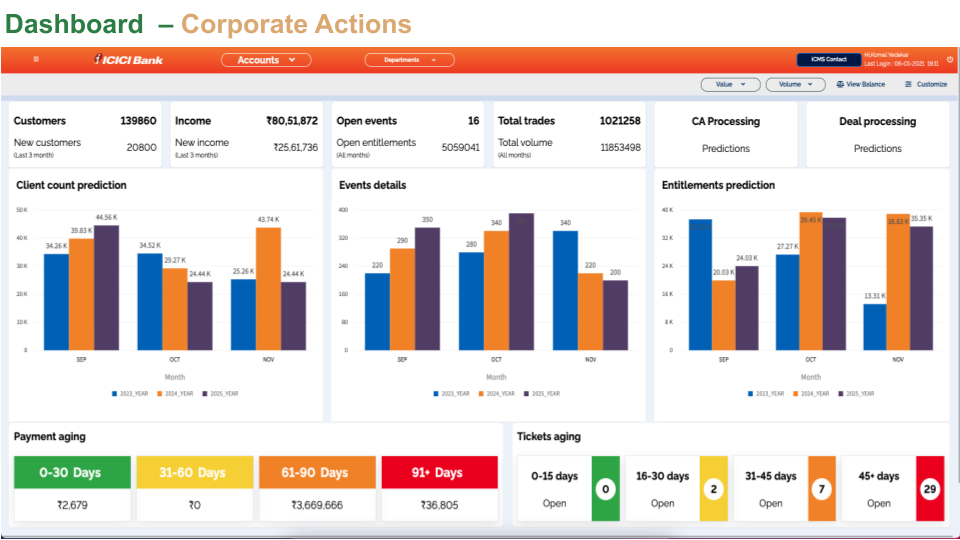 Dashboard – Corporate Actions
ICICI Bank
Accounts
Departments
ICMS Contact
Hi,Komal Yedekar
Last Login : 06-01-2021 19:11
Value
Volume
View Balance
Customize
Customers 139860
New customers 20800
(Last 3 month)
Income ₹80,51,872
New income ₹25,61,736
(Last 3 month)
Open events 16
Open entitlements 5059041
(All months)
Total trades 1021258
Total volume 11853498
(All months)
CA Processing
Predictions
Deal processing
Predictions
Client count prediction
50 K
40 K
30 K
20 K
10 K
0
34.26 K
39.83 K
44.56 K
34.52 K
29.27 K
24.44 K
25.26 K
43.74 K
24.44 K
SEP OCT NOV
Month
2023_YEAR 2024_YEAR 2025_YEAR
Events details
400
320
240
160
80
0
220
290
350
280
340
340
220
200
SEP OCT NOV
Month
2023_YEAR 2024_YEAR 2025_YEAR
Entitlements prediction
40 K
32 K
24 K
16 K
8 K
0
20.03 K
24.03 K
27.27 K
39.45 K
13.31 K
38.83 K
35.35 K
SEP OCT NOV
Month
2023_YEAR 2024_YEAR 2025_YEAR
Payment aging
0-30 Days 31-60 Days 61-90 Days 91+ Days
₹2,679 ₹0 ₹3,669,666 ₹36,805
Tickets aging
0-15 days
Open
0
16-30 days
Open
2
31-45 days
Open
7
45+ days
Open
29